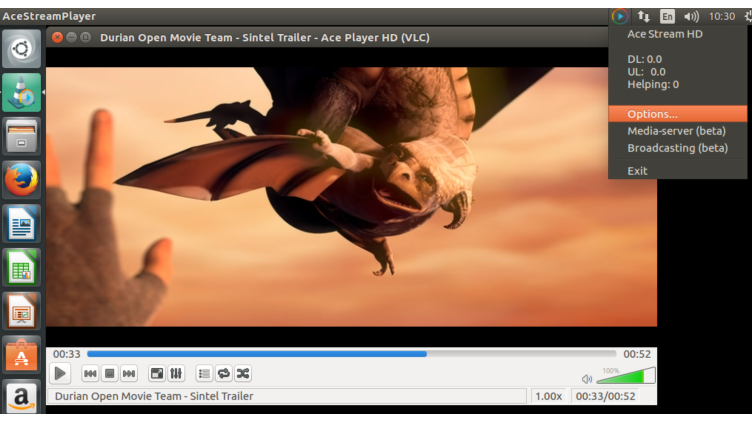 AceStreamPlayer
En
10:30
Durian Open Movie Team - Sintel Trailer - Ace Player HD (VLC)
Ace Stream HD
DL: 0.0
UL: 0.0
Helping: 0
Options...
Media-server (beta)
Broadcasting (beta)
Exit
00:33
00:52
100%
Durian Open Movie Team - Sintel Trailer
1.00x
00:33/00:52